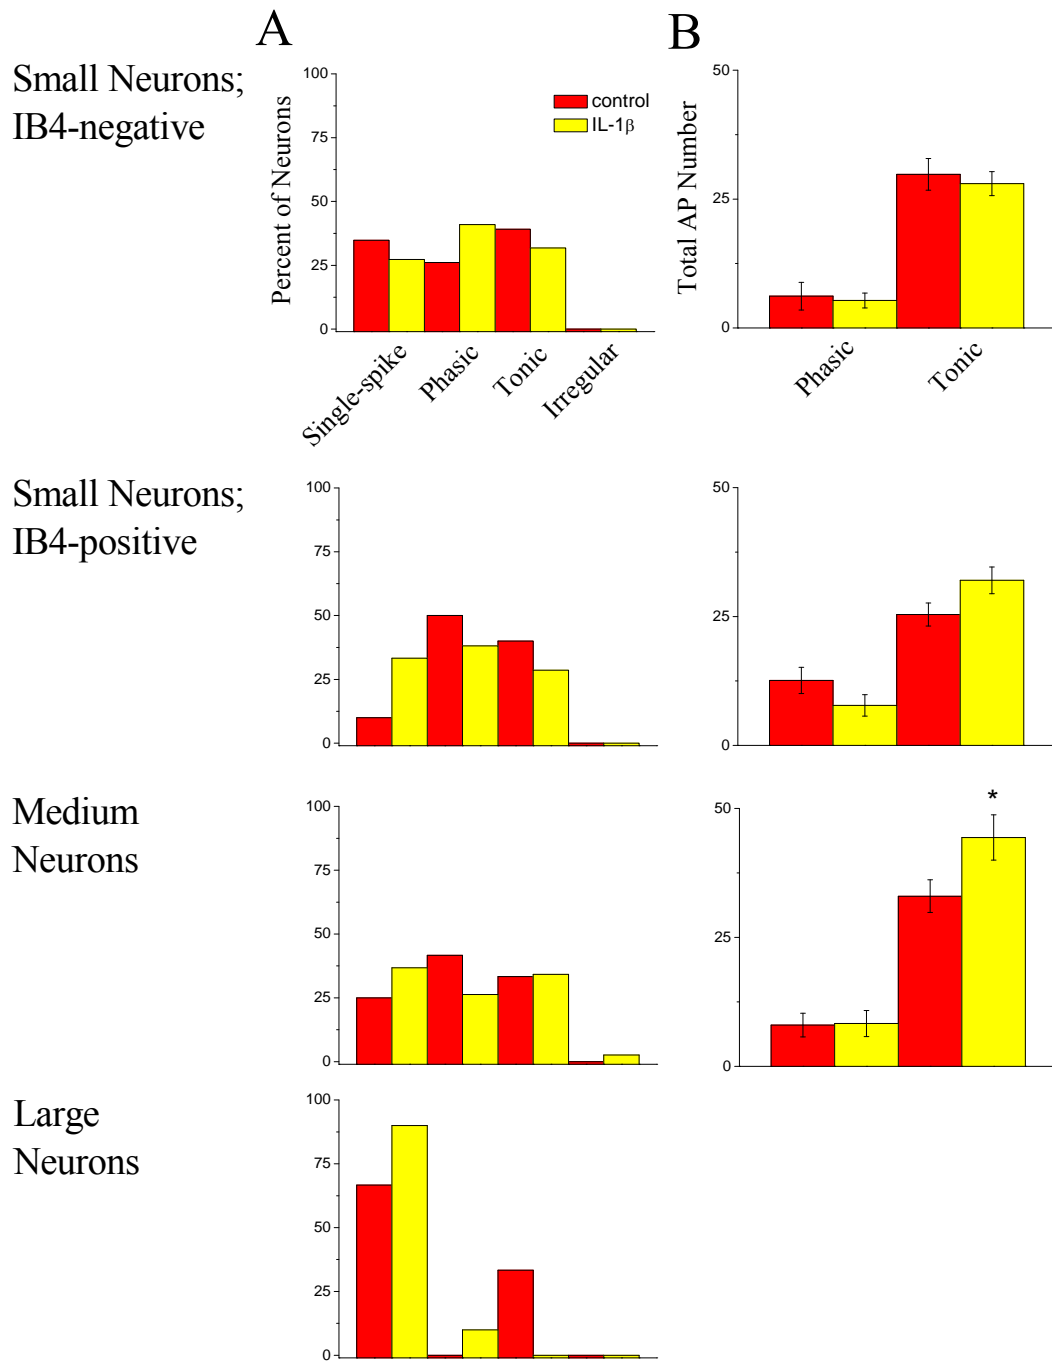 A
B
Small Neurons;
IB4-negative
Percent of Neurons
100
75
50
25
0
control
IL-1β
Single-spike
Phasic
Tonic
Irregular
Total AP Number
50
25
0
Phasic
Tonic
Small Neurons;
IB4-positive
100
75
50
25
0
50
25
0
Medium
Neurons
100
75
50
25
0
*
50
25
0
Large
Neurons
100
75
50
25
0